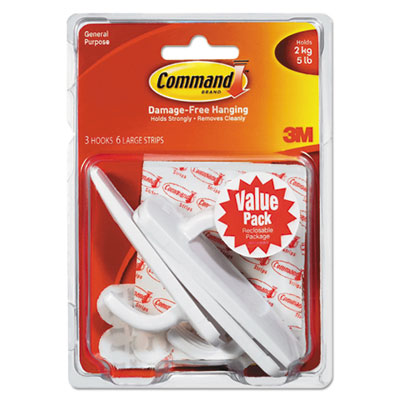 General
Purpose
Holds
2 kg
5 lb
Command
BRAND
Damage-Free Hanging
Holds Strongly • Removes Cleanly
3 HOOKS 6 LARGE STRIPS
3M
Value
Pack
Reclosable
Package